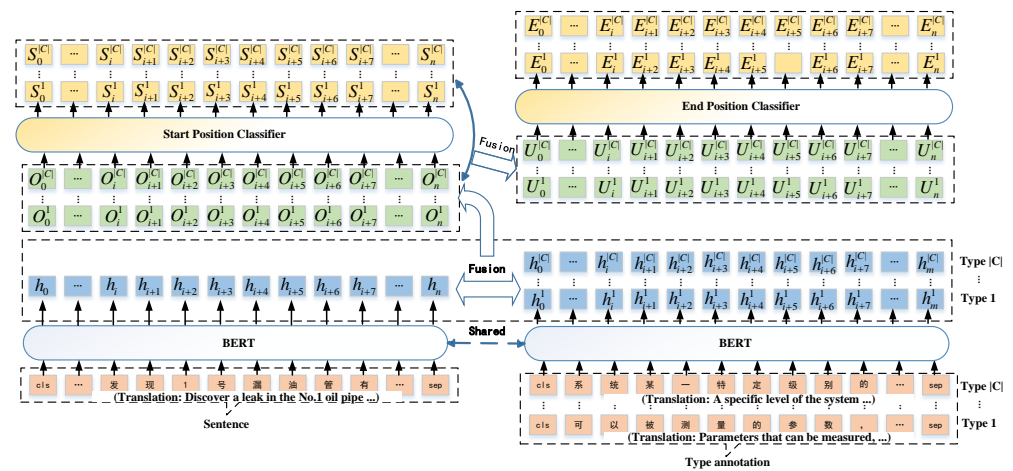 S_0^{|C|} ... S_i^{|C|} S_{i+1}^{|C|} S_{i+2}^{|C|} S_{i+3}^{|C|} S_{i+4}^{|C|} S_{i+5}^{|C|} S_{i+6}^{|C|} S_{i+7}^{|C|} ... S_n^{|C|}
S_0^1 ... S_i^1 S_{i+1}^1 S_{i+2}^1 S_{i+3}^1 S_{i+4}^1 S_{i+5}^1 S_{i+6}^1 S_{i+7}^1 ... S_n^1
Start Position Classifier
E_0^{|C|} ... E_i^{|C|} E_{i+1}^{|C|} E_{i+2}^{|C|} E_{i+3}^{|C|} E_{i+4}^{|C|} E_{i+5}^{|C|} E_{i+6}^{|C|} E_{i+7}^{|C|} ... E_n^{|C|}
E_0^1 ... E_i^1 E_{i+2}^1 E_{i+3}^1 E_{i+4}^1 E_{i+5}^1 E_{i+6}^1 E_{i+7}^1 ... E_n^1
End Position Classifier
Fusion
O_0^{|C|} ... O_i^{|C|} O_{i+1}^{|C|} O_{i+2}^{|C|} O_{i+3}^{|C|} O_{i+4}^{|C|} O_{i+5}^{|C|} O_{i+6}^{|C|} O_{i+7}^{|C|} ... O_n^{|C|}
O_0^1 ... O_i^1 O_{i+1}^1 O_{i+2}^1 O_{i+3}^1 O_{i+4}^1 O_{i+5}^1 O_{i+6}^1 O_{i+7}^1 ... O_n^1
U_0^{|C|} ... U_i^{|C|} U_{i+1}^{|C|} U_{i+2}^{|C|} U_{i+3}^{|C|} U_{i+4}^{|C|} U_{i+5}^{|C|} U_{i+6}^{|C|} U_{i+7}^{|C|} ... U_n^{|C|}
U_0^1 ... U_i^1 U_{i+1}^1 U_{i+2}^1 U_{i+3}^1 U_{i+4}^1 U_{i+5}^1 U_{i+6}^1 U_{i+7}^1 ... U_n^1
h_0 ... h_i h_{i+1} h_{i+2} h_{i+3} h_{i+4} h_{i+5} h_{i+6} h_{i+7} ... h_n
Fusion
h_0^{|C|} ... h_i^{|C|} h_{i+1}^{|C|} h_{i+2}^{|C|} h_{i+3}^{|C|} h_{i+4}^{|C|} h_{i+5}^{|C|} h_{i+6}^{|C|} h_{i+7}^{|C|} ... h_m^{|C|} Type |C|
h_0^1 ... h_i^1 h_{i+1}^1 h_{i+2}^1 h_{i+3}^1 h_{i+4}^1 h_{i+5}^1 h_{i+6}^1 h_{i+7}^1 ... h_m^1 Type 1
BERT
Shared
BERT
cls ... 发 现 1 号 漏 油 管 有 ... sep
(Translation: Discover a leak in the No.1 oil pipe ...)
Sentence
cls 系 统 某 一 特 定 级 别 的 ... sep Type |C|
(Translation: A specific level of the system ...)
cls 可 以 被 测 量 的 参 数 , ... sep Type 1
(Translation: Parameters that can be measured, ...)
Type annotation